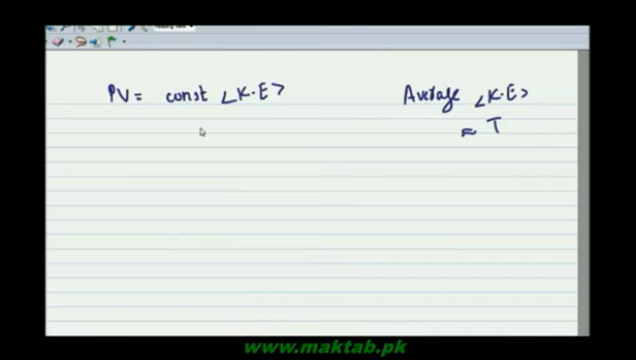 PV = const <K.E>
Average <K.E>
≈ T
www.maktab.pk